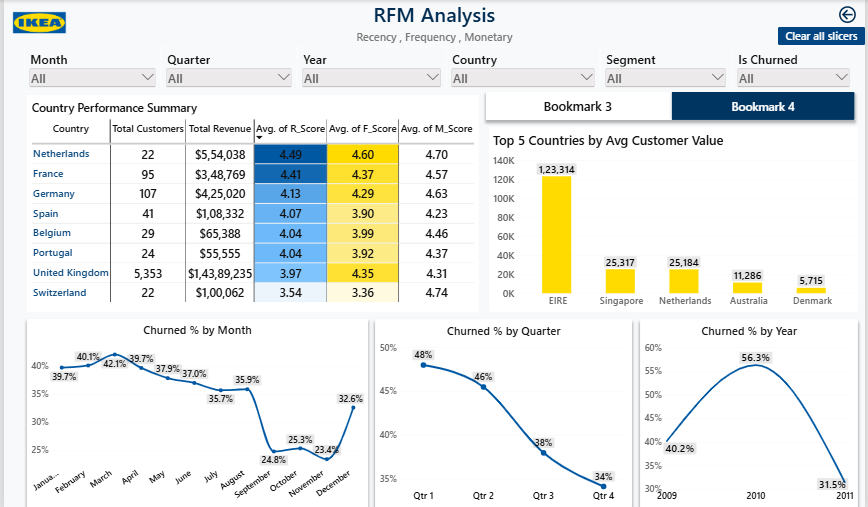 IKEA
RFM Analysis
Recency , Frequency , Monetary
Clear all slicers
Month Quarter Year Country Segment Is Churned
All All All All All All
Country Performance Summary
Country Total Customers Total Revenue Avg. of R_Score Avg. of F_Score Avg. of M_Score
Netherlands 22 $5,54,038 4.49 4.60 4.70
France 95 $3,48,769 4.41 4.37 4.57
Germany 107 $4,25,020 4.13 4.29 4.63
Spain 41 $1,08,332 4.07 3.90 4.23
Belgium 29 $65,388 4.04 3.99 4.46
Portugal 24 $55,555 4.04 3.92 4.37
United Kingdom 5,353 $1,43,89,235 3.97 4.35 4.31
Switzerland 22 $1,00,062 3.54 3.36 4.74
Bookmark 3 Bookmark 4
Top 5 Countries by Avg Customer Value
140K
120K
100K
80K
60K
40K
20K
0K
1,23,314
25,317
25,184
11,286
5,715
EIRE Singapore Netherlands Australia Denmark
Churned % by Month
40%
35%
30%
25%
39.7%
40.1%
42.1%
39.7%
37.9%
37.0%
35.7%
35.9%
24.8%
25.3%
23.4%
32.6%
Janua... February March April May June July August September October November December
Churned % by Quarter
50%
45%
40%
35%
48%
46%
38%
34%
Qtr 1 Qtr 2 Qtr 3 Qtr 4
Churned % by Year
60%
55%
50%
45%
40%
35%
30%
40.2%
56.3%
31.5%
2009 2010 2011